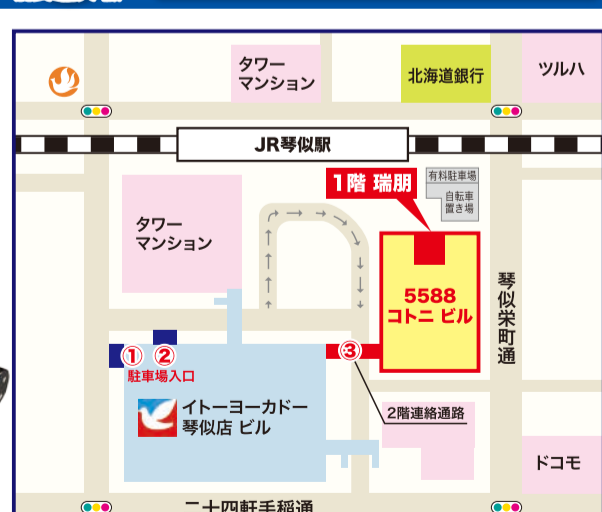 タワー
マンション
北海道銀行
ツルハ
JR琴似駅
1階 瑞朋
有料駐車場
自転車
置き場
タワー
マンション
5588
コトニ ビル
琴似栄町通
①
②
③
駐車場入口
イトーヨーカドー
琴似店 ビル
2階連絡通路
ドコモ
二十四軒手稲通